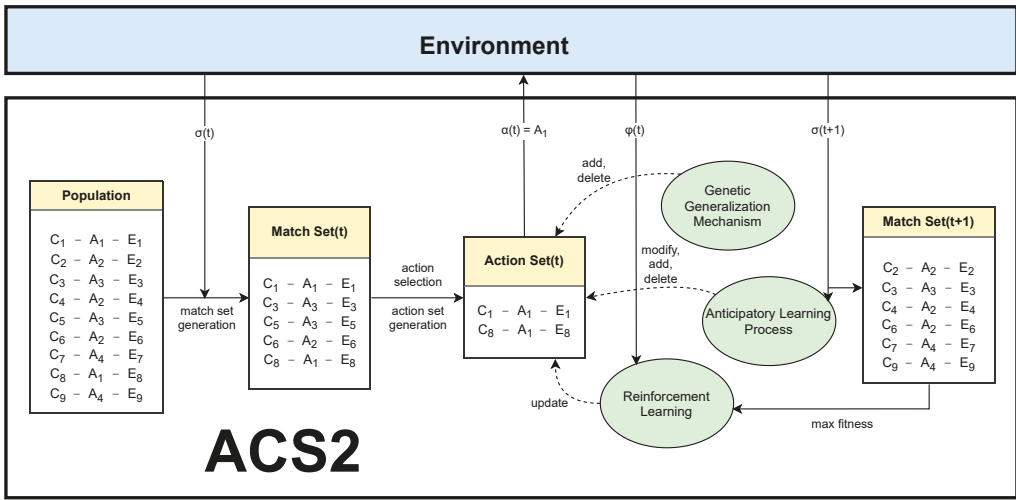 Environment
σ(t)
α(t) = A₁
φ(t)
σ(t+1)
Population
C₁ – A₁ – E₁
C₂ – A₂ – E₂
C₃ – A₃ – E₃
C₄ – A₂ – E₄
C₅ – A₃ – E₅
C₆ – A₂ – E₆
C₇ – A₄ – E₇
C₈ – A₁ – E₈
C₉ – A₄ – E₉
match set
generation
Match Set(t)
C₁ – A₁ – E₁
C₃ – A₃ – E₃
C₅ – A₃ – E₅
C₆ – A₂ – E₆
C₈ – A₁ – E₈
action
selection
action set
generation
Action Set(t)
C₁ – A₁ – E₁
C₈ – A₁ – E₈
add,
delete
Genetic
Generalization
Mechanism
modify,
add,
delete
Anticipatory Learning
Process
update
Reinforcement
Learning
Match Set(t+1)
C₂ – A₂ – E₂
C₃ – A₃ – E₃
C₄ – A₂ – E₄
C₆ – A₂ – E₆
C₇ – A₄ – E₇
C₉ – A₄ – E₉
max fitness
ACS2